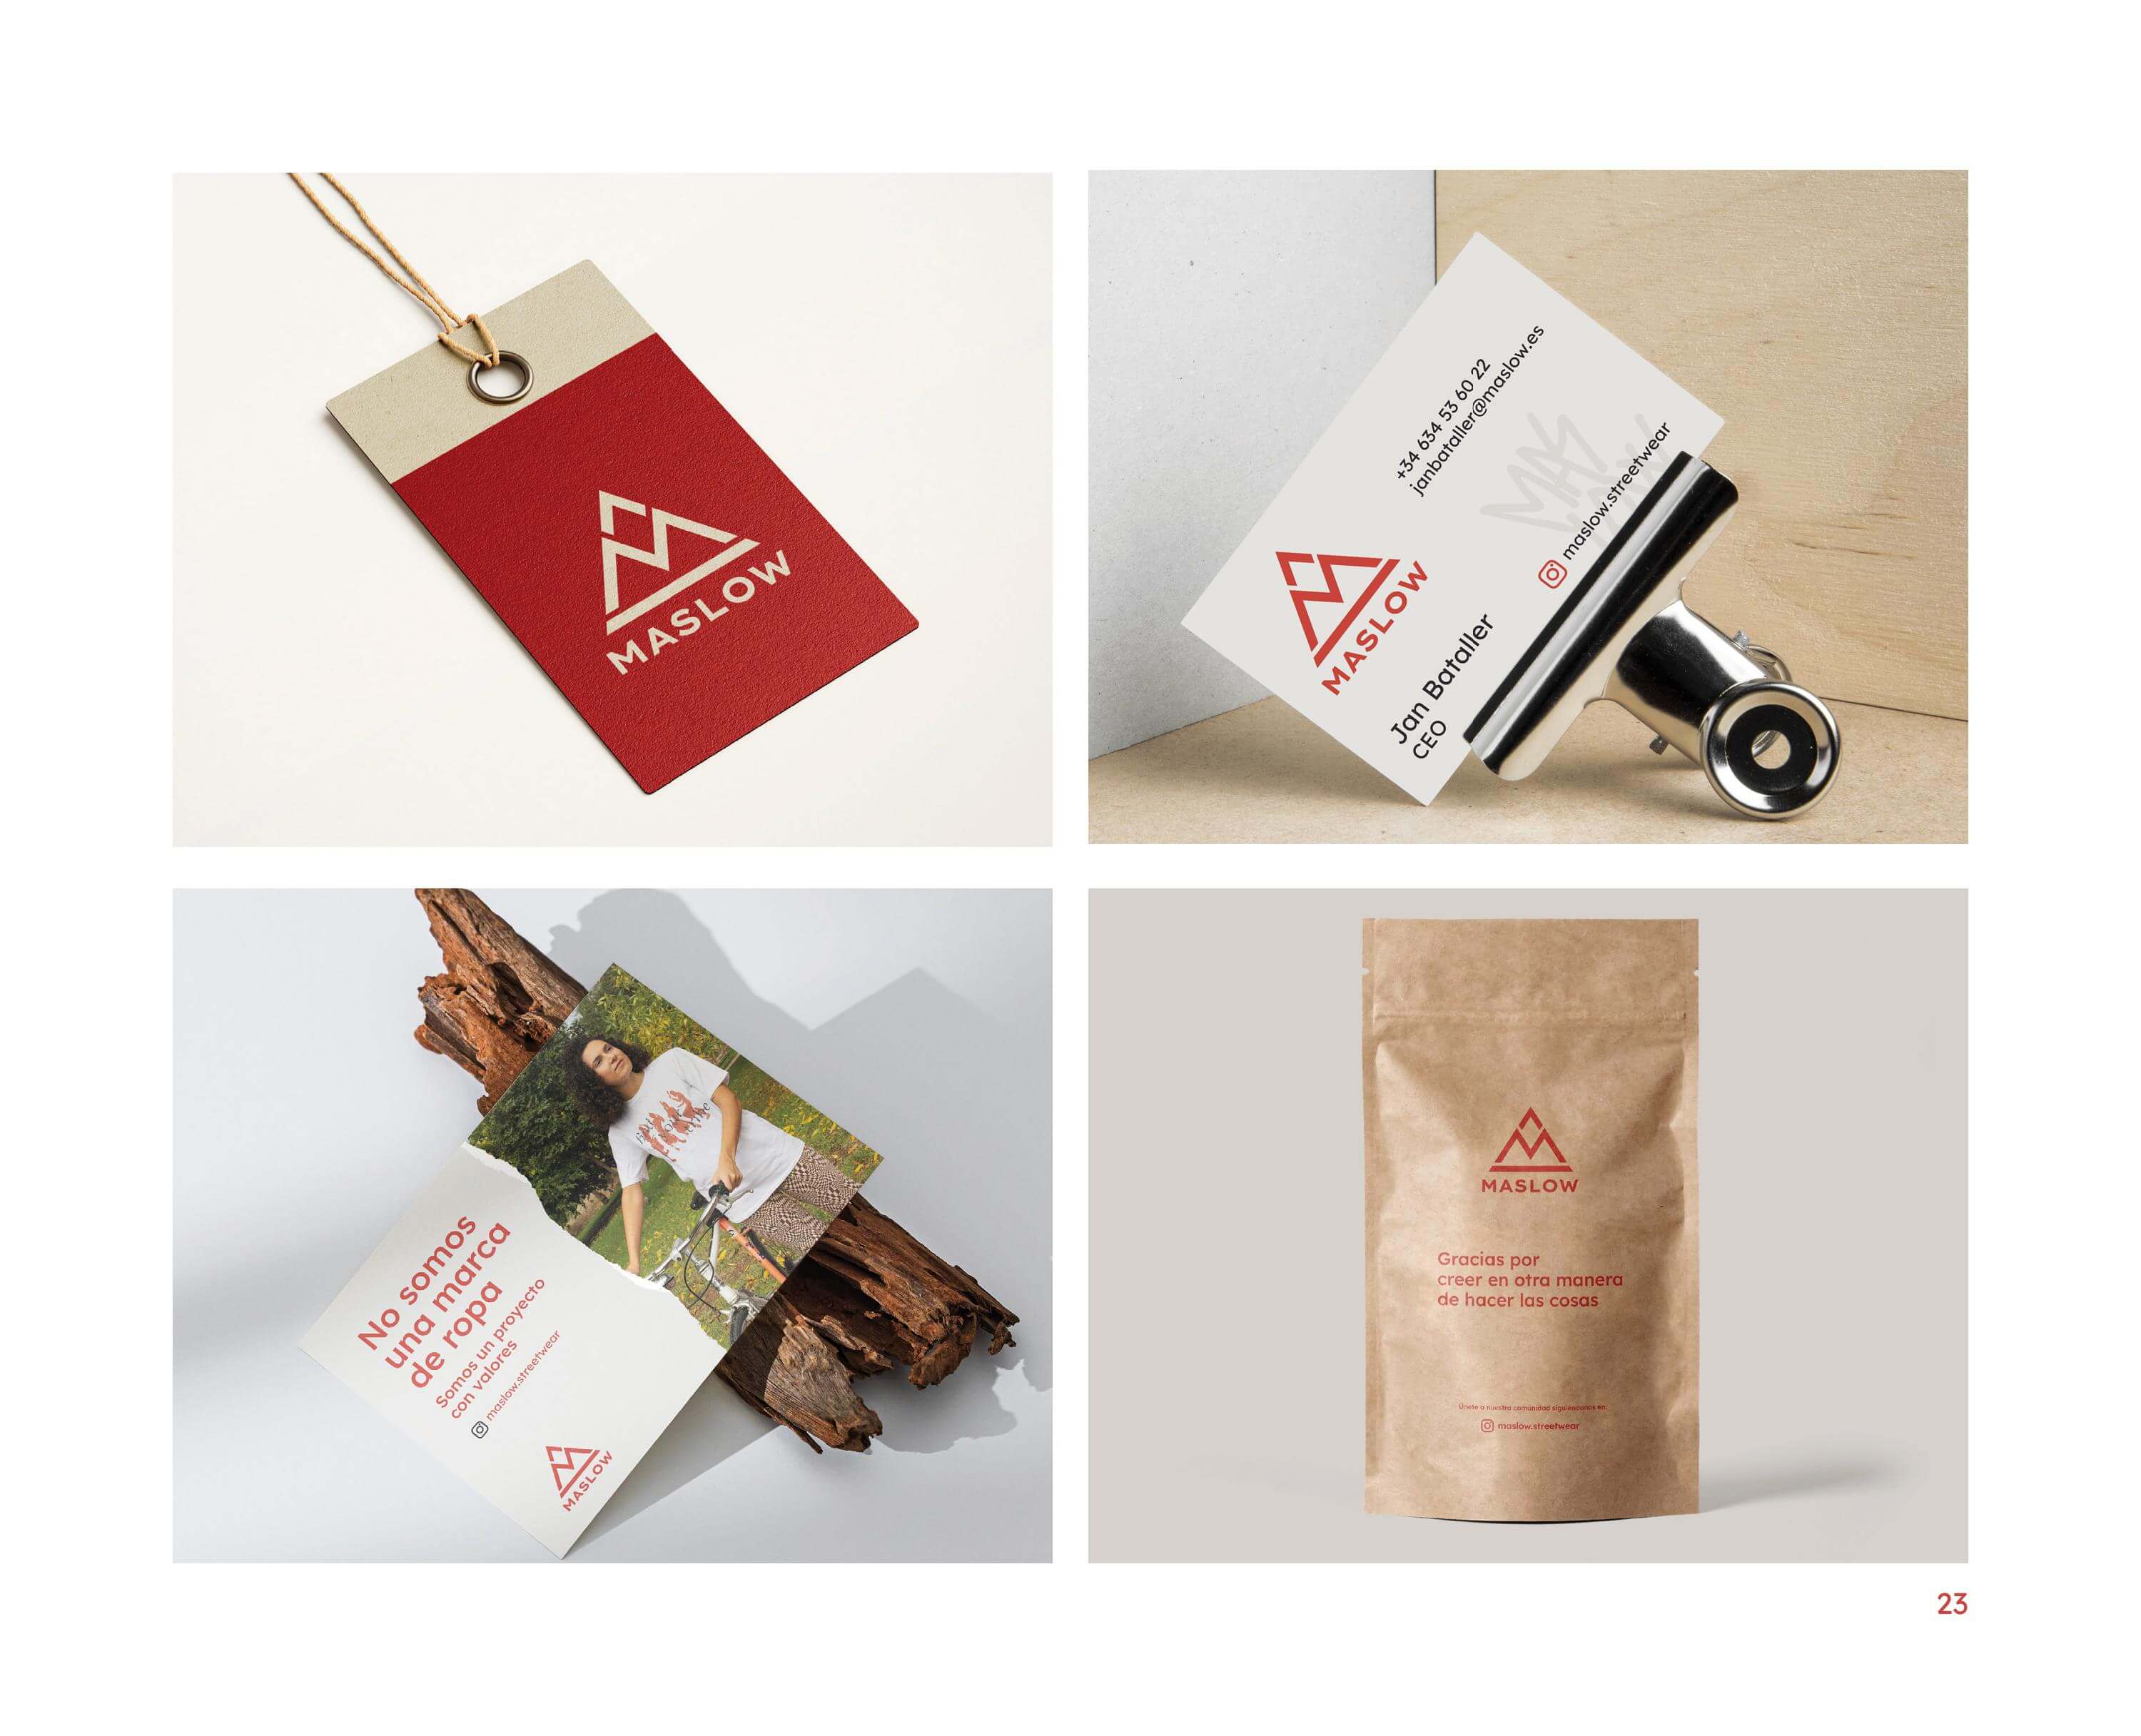 MASLOW
+34 634 53 60 22
janbataller@maslow.es
MAS
maslow.streetwear
MASLOW
Jan Bataller
CEO
No somos
una marca
de ropa
Somos un proyecto
con valores
maslow.streetwear
MASLOW
MASLOW
Gracias por
creer en otra manera
de hacer las cosas
Únete a nuestra comunidad siguiéndonos en:
maslow.streetwear
23